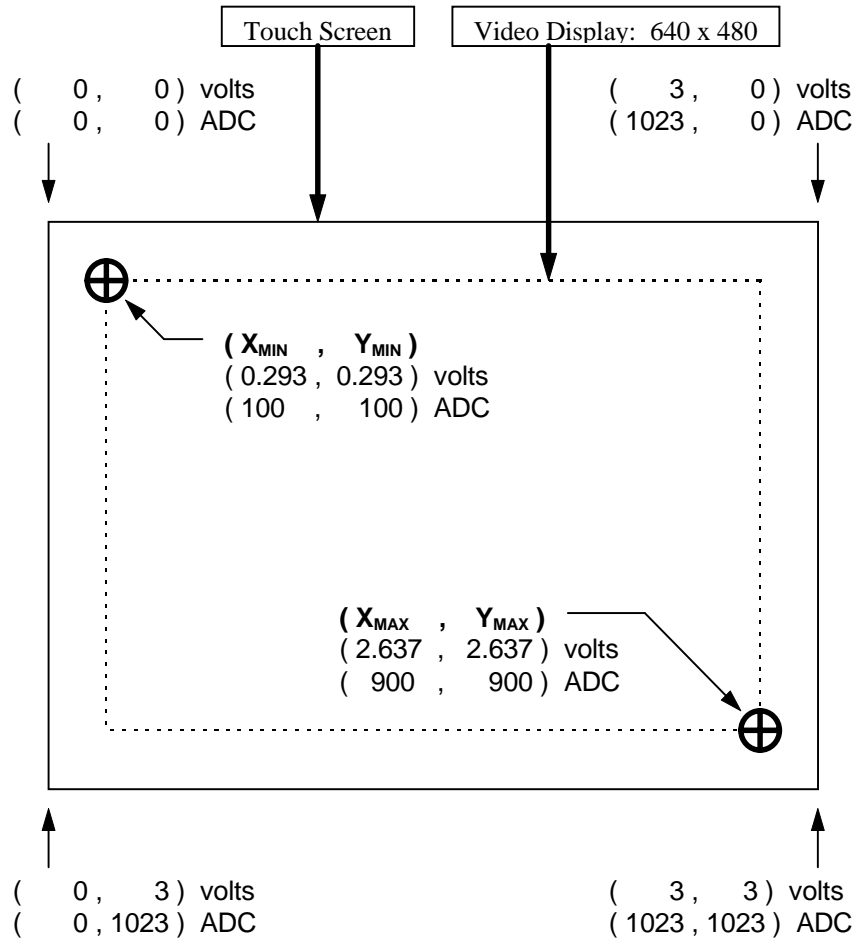 Touch Screen
Video Display: 640 x 480
( 0 , 0 ) volts
( 0 , 0 ) ADC
( 3 , 0 ) volts
( 1023 , 0 ) ADC
( XMIN , YMIN )
( 0.293 , 0.293 ) volts
( 100 , 100 ) ADC
( XMAX , YMAX )
( 2.637 , 2.637 ) volts
( 900 , 900 ) ADC
( 0 , 3 ) volts
( 0 , 1023 ) ADC
( 3 , 3 ) volts
( 1023 , 1023 ) ADC